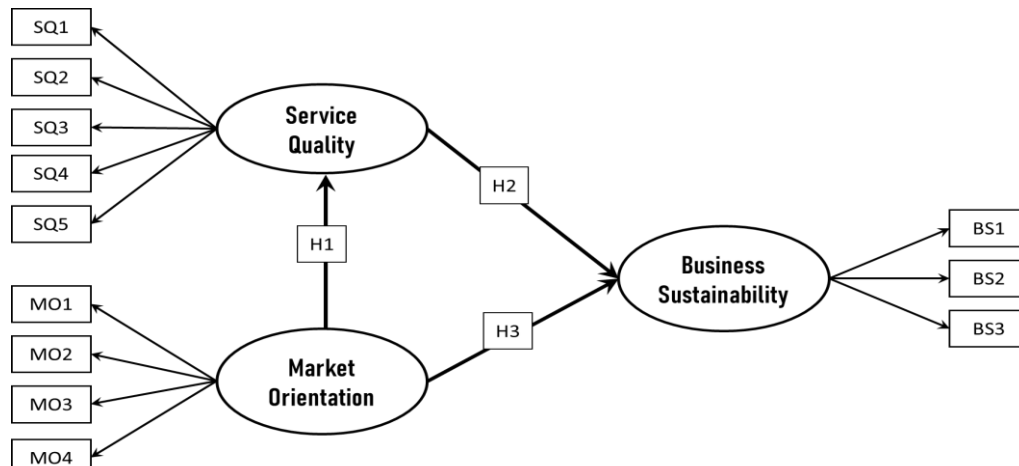 SQ1
SQ2
SQ3
SQ4
SQ5
Service
Quality
H2
H1
BS1
Business
Sustainability
BS2
BS3
MO1
MO2
MO3
MO4
H3
Market
Orientation